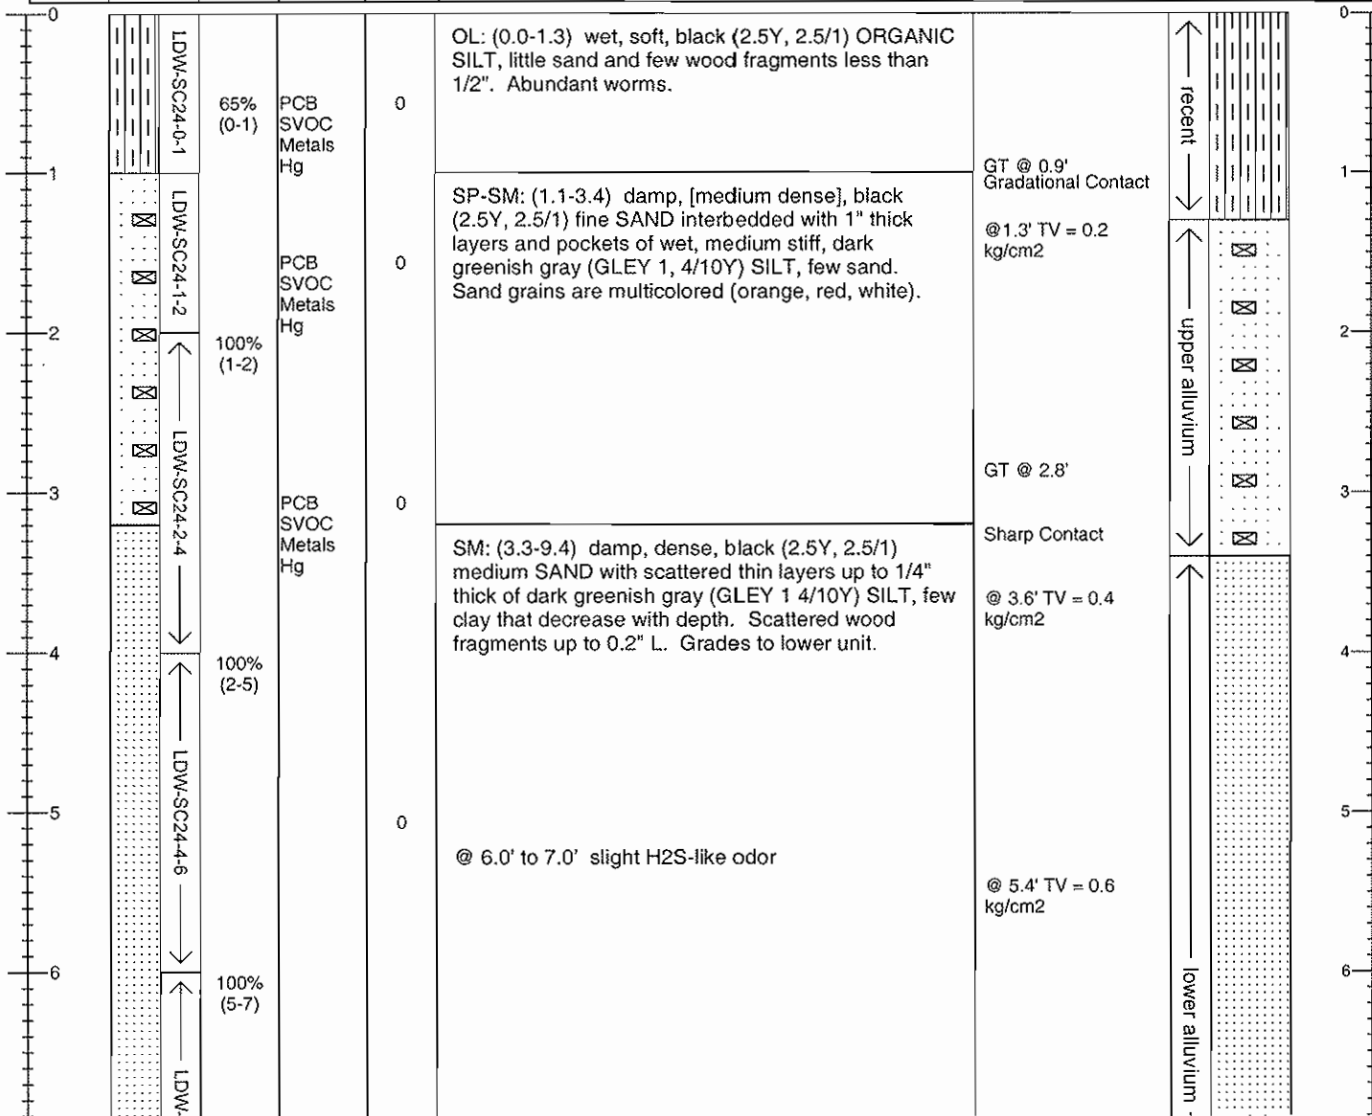 0
1
2
3
4
5
6
LDW-SC24-0-1
LDW-SC24-1-2
LDW-SC24-2-4
LDW-SC24-4-6
LDW-
65%
(0-1)
100%
(1-2)
100%
(2-5)
100%
(5-7)
PCB
SVOC
Metals
Hg
PCB
SVOC
Metals
Hg
PCB
SVOC
Metals
Hg
0
0
0
0
OL: (0.0-1.3) wet, soft, black (2.5Y, 2.5/1) ORGANIC
SILT, little sand and few wood fragments less than
1/2". Abundant worms.
SP-SM: (1.1-3.4) damp, [medium dense], black
(2.5Y, 2.5/1) fine SAND interbedded with 1" thick
layers and pockets of wet, medium stiff, dark
greenish gray (GLEY 1, 4/10Y) SILT, few sand.
Sand grains are multicolored (orange, red, white).
SM: (3.3-9.4) damp, dense, black (2.5Y, 2.5/1)
medium SAND with scattered thin layers up to 1/4"
thick of dark greenish gray (GLEY 1 4/10Y) SILT, few
clay that decrease with depth. Scattered wood
fragments up to 0.2" L. Grades to lower unit.
@ 6.0' to 7.0' slight H2S-like odor
GT @ 0.9'
Gradational Contact
@1.3' TV = 0.2
kg/cm2
GT @ 2.8'
Sharp Contact
@ 3.6' TV = 0.4
kg/cm2
@ 5.4' TV = 0.6
kg/cm2
recent
upper alluvium
lower alluvium
0
1
2
3
4
5
6